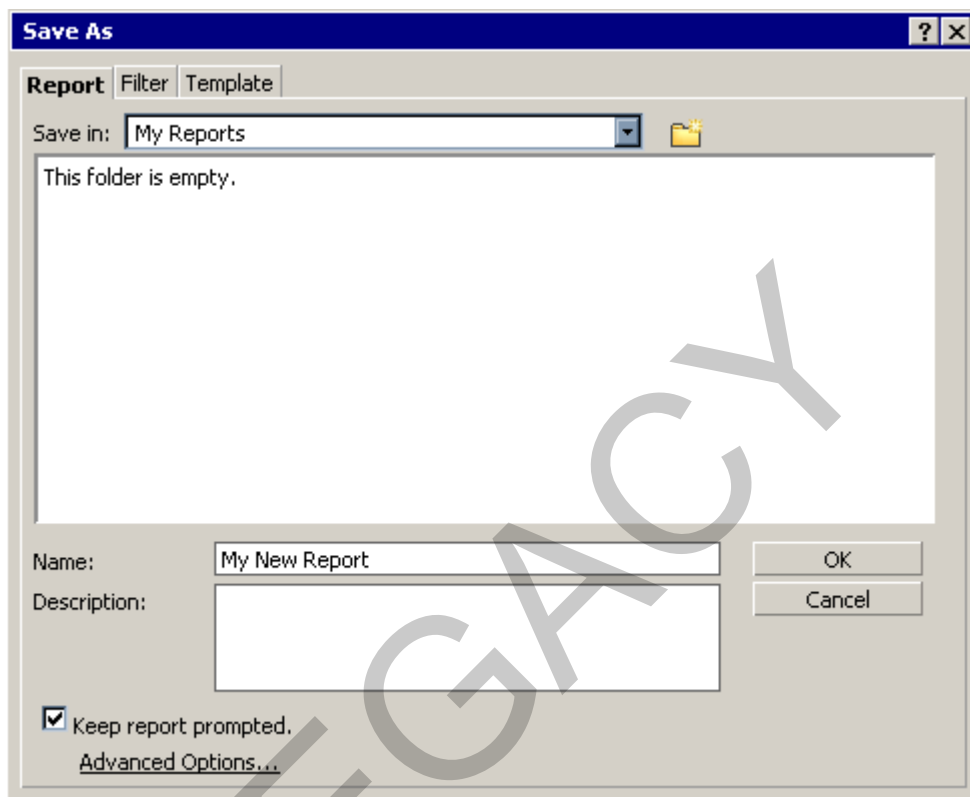 Save As
Report Filter Template
Save in: My Reports
This folder is empty.
Name: My New Report OK
Description: Cancel
Keep report prompted.
Advanced Options...
EGACY